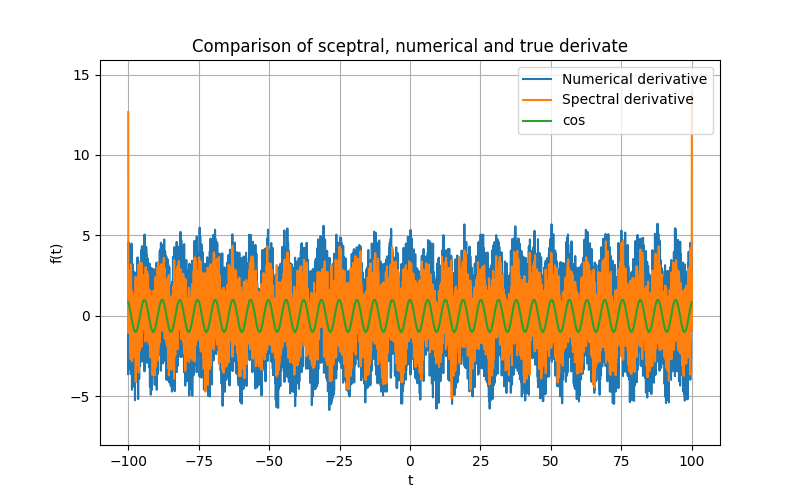 Comparison of sceptral, numerical and true derivate
Numerical derivative
Spectral derivative
cos
f(t)
15
10
5
0
−5
−100
−75
−50
−25
0
25
50
75
100
t